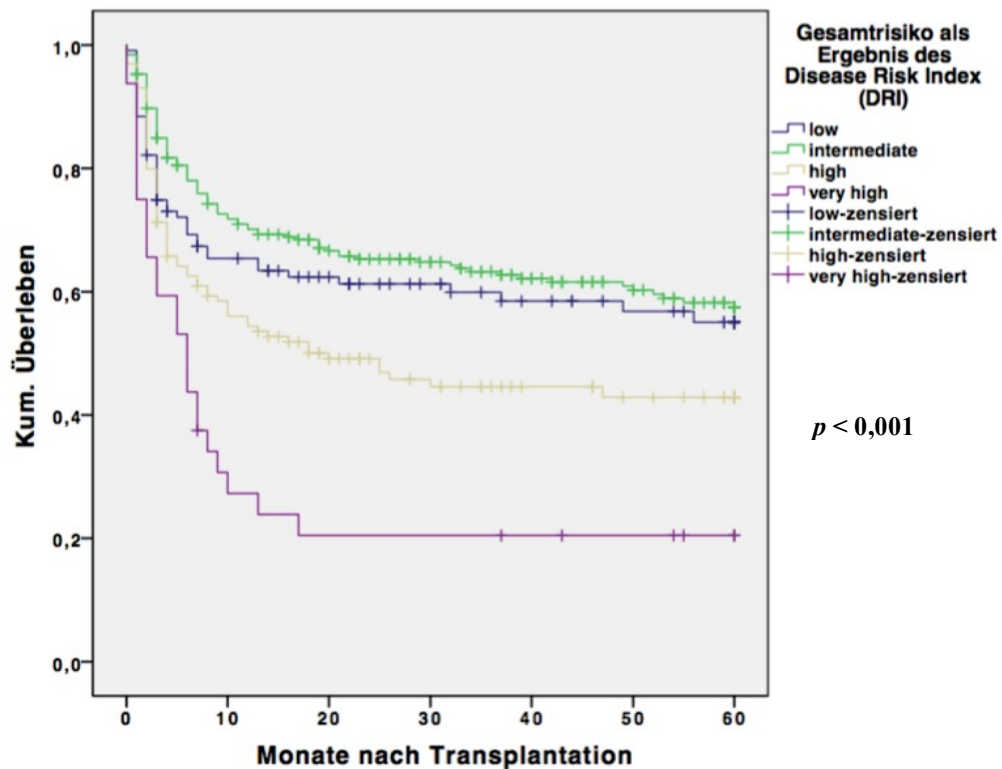 Gesamtrisiko als
Ergebnis des
Disease Risk Index
(DRI)
low
intermediate
high
very high
low-zensiert
intermediate-zensiert
high-zensiert
very high-zensiert
p < 0,001
Kum. Überleben
1,0
0,8
0,6
0,4
0,2
0,0
0 10 20 30 40 50 60
Monate nach Transplantation